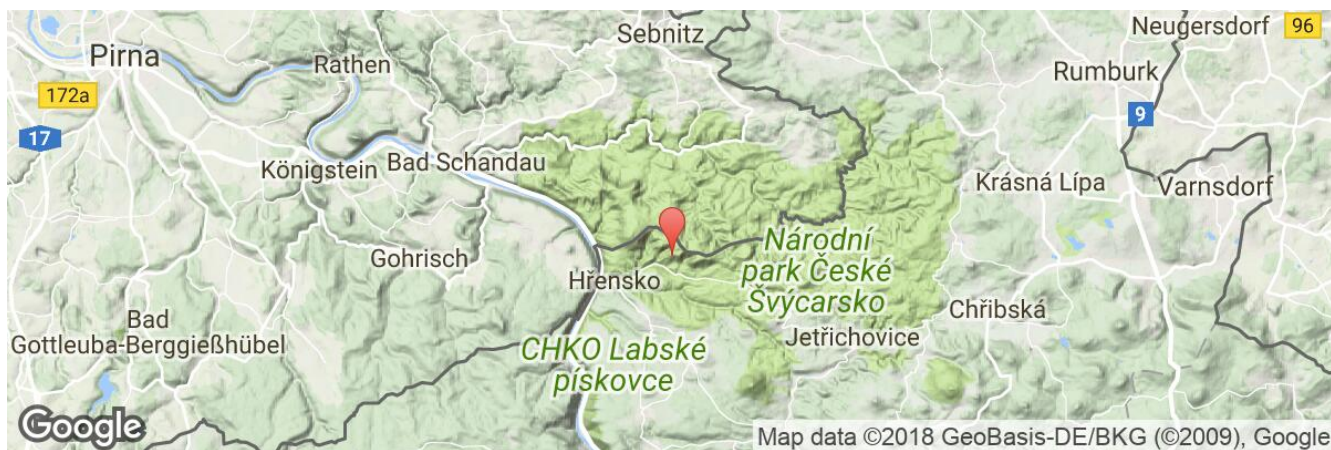 Neugersdorf
96
Sebnitz
Pirna
Rathen
Rumburk
172a
9
17
Königstein
Bad Schandau
Krásná Lípa
Varnsdorf
Národní
park České
Švýcarsko
Gohrisch
Hřensko
Chřibská
Bad
Gottleuba-Berggießhübel
Jetřichovice
CHKO Labské
pískovce
Google
Map data ©2018 GeoBasis-DE/BKG (©2009), Google